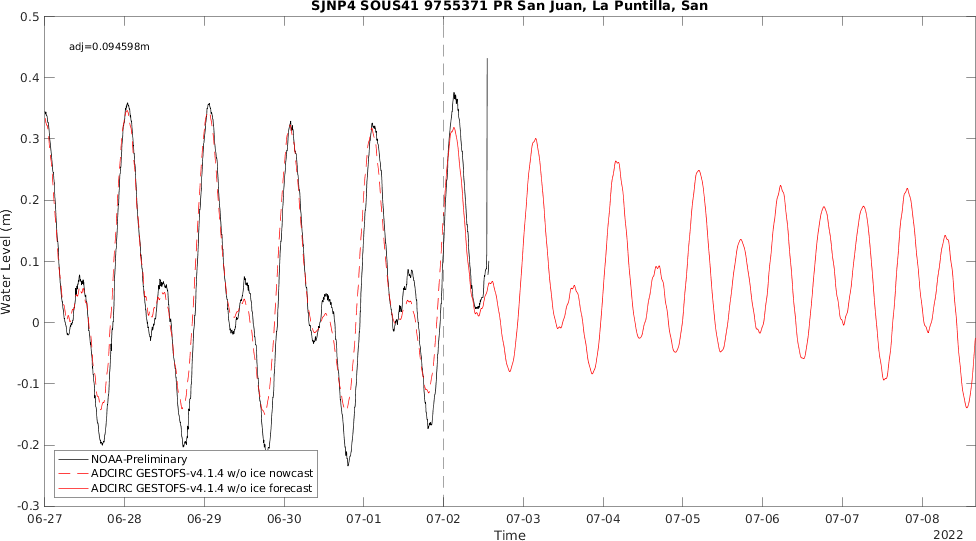 SJNP4 SOUS41 9755371 PR San Juan, La Puntilla, San
adj=0.094598m
0.5
0.4
0.3
0.2
0.1
0
-0.1
-0.2
-0.3
Water Level (m)
NOAA-Preliminary
ADCIRC GESTOFS-v4.1.4 w/o ice nowcast
ADCIRC GESTOFS-v4.1.4 w/o ice forecast
06-27 06-28 06-29 06-30 07-01 07-02 07-03 07-04 07-05 07-06 07-07 07-08
Time
2022